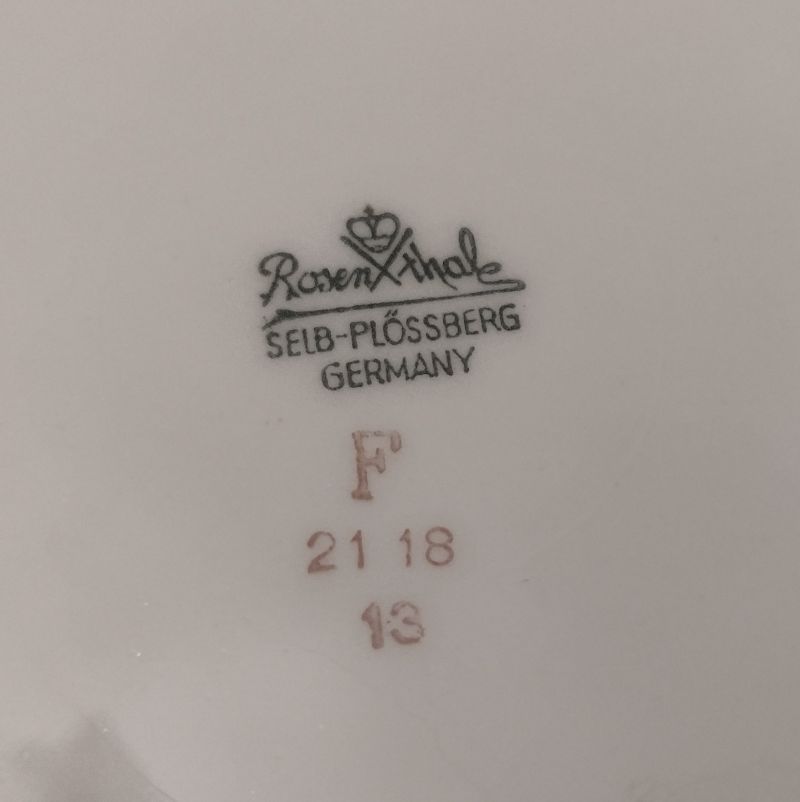 Rosenthal
SELB-PLÖSSBERG
GERMANY
F
21 18
13